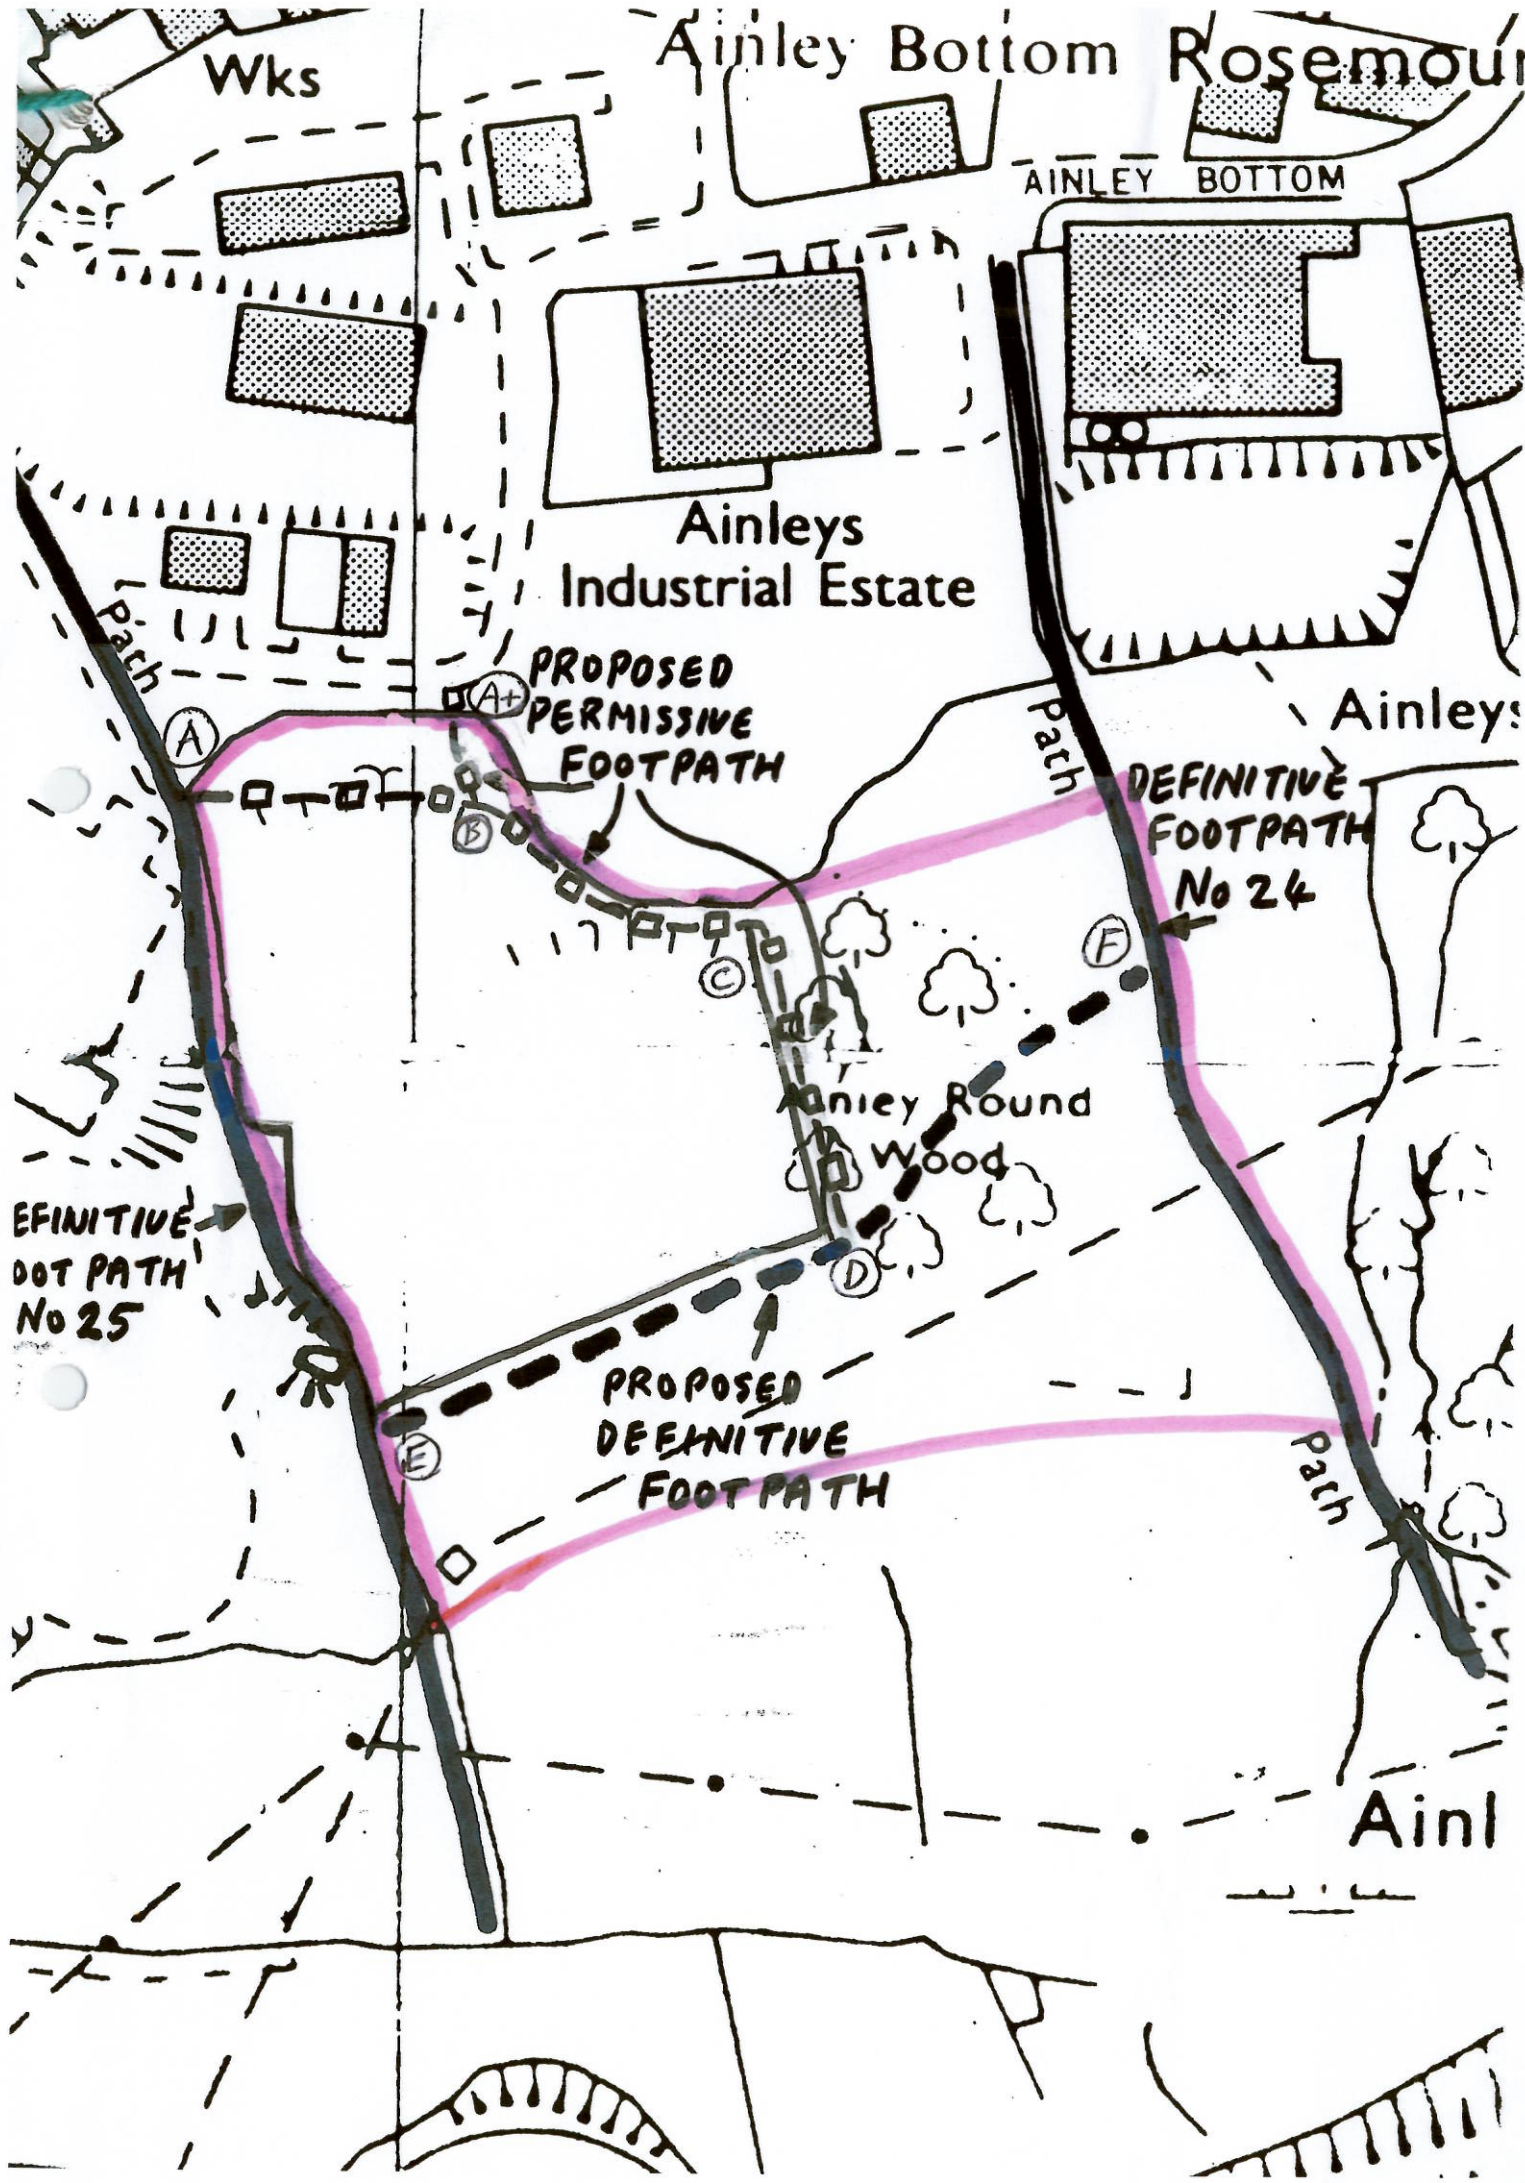 Ainley Bottom
Rosemour
Wks
AINLEY BOTTOM
Ainleys
Industrial Estate
Path
PROPOSED
PERMISSIVE
FOOTPATH
A
A+
B
Path
Ainleys
DEFINITIVE
FOOTPATH
No 24
C
F
Ainley Round
Wood
EFINITIVE
OOT PATH
No 25
D
E
PROPOSED
DEFINITIVE
FOOTPATH
Path
Ainl